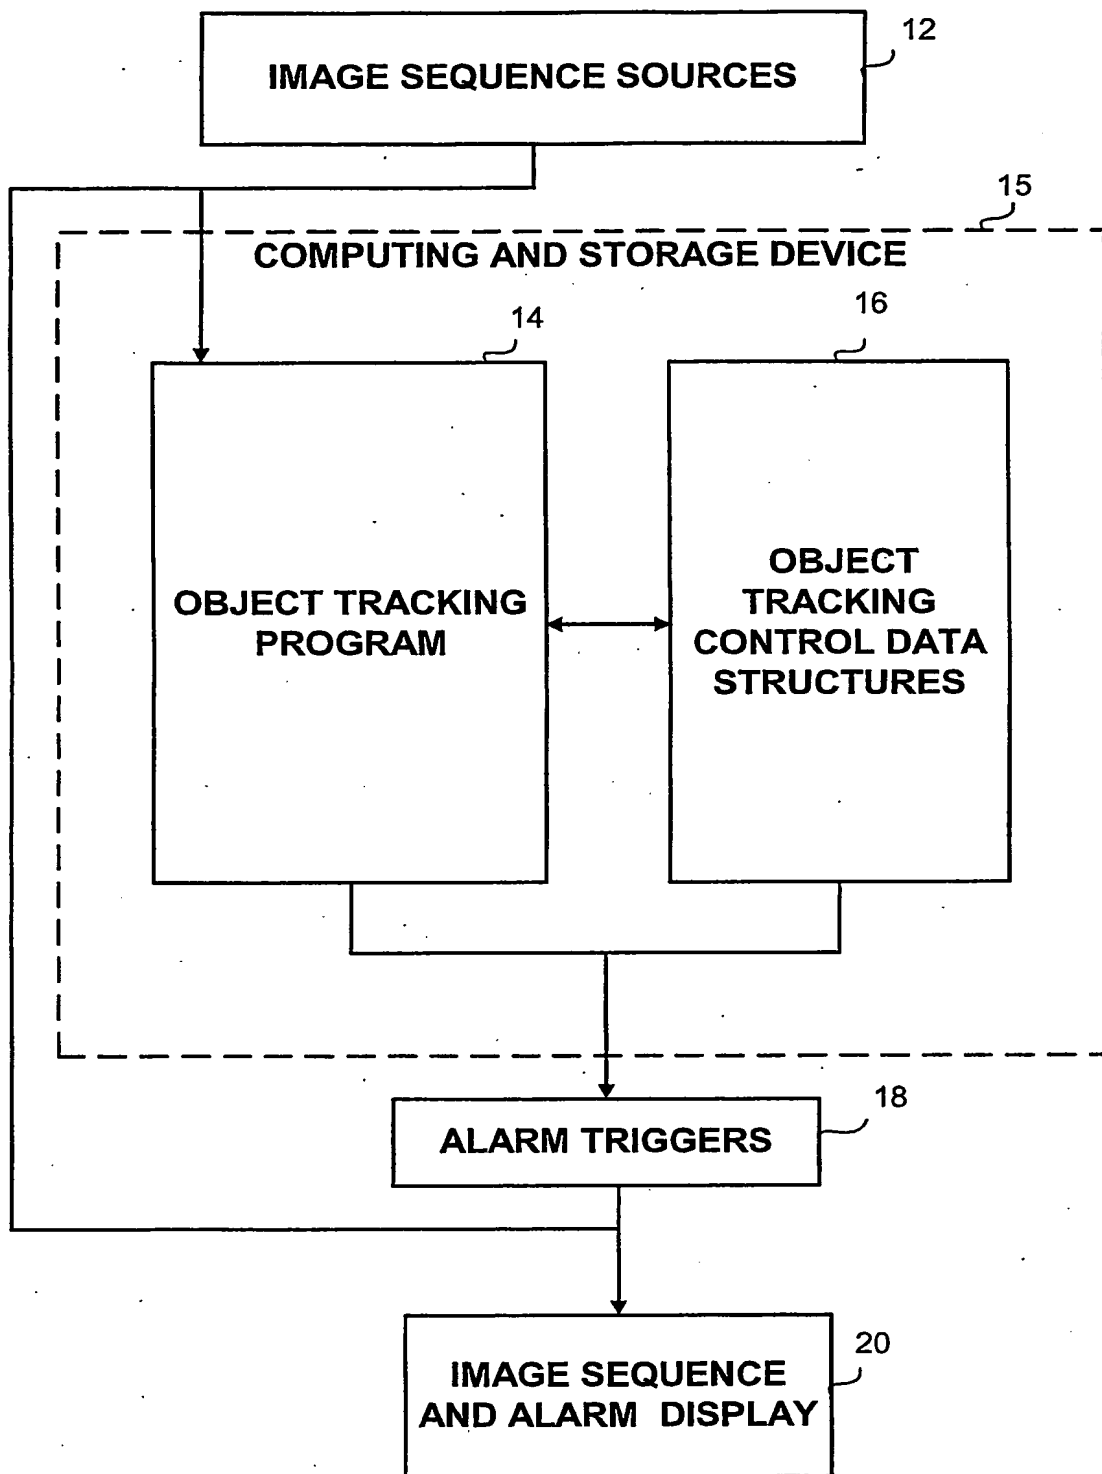 12
IMAGE SEQUENCE SOURCES
15
COMPUTING AND STORAGE DEVICE
14
16
OBJECT TRACKING
PROGRAM
OBJECT
TRACKING
CONTROL DATA
STRUCTURES
18
ALARM TRIGGERS
20
IMAGE SEQUENCE
AND ALARM DISPLAY